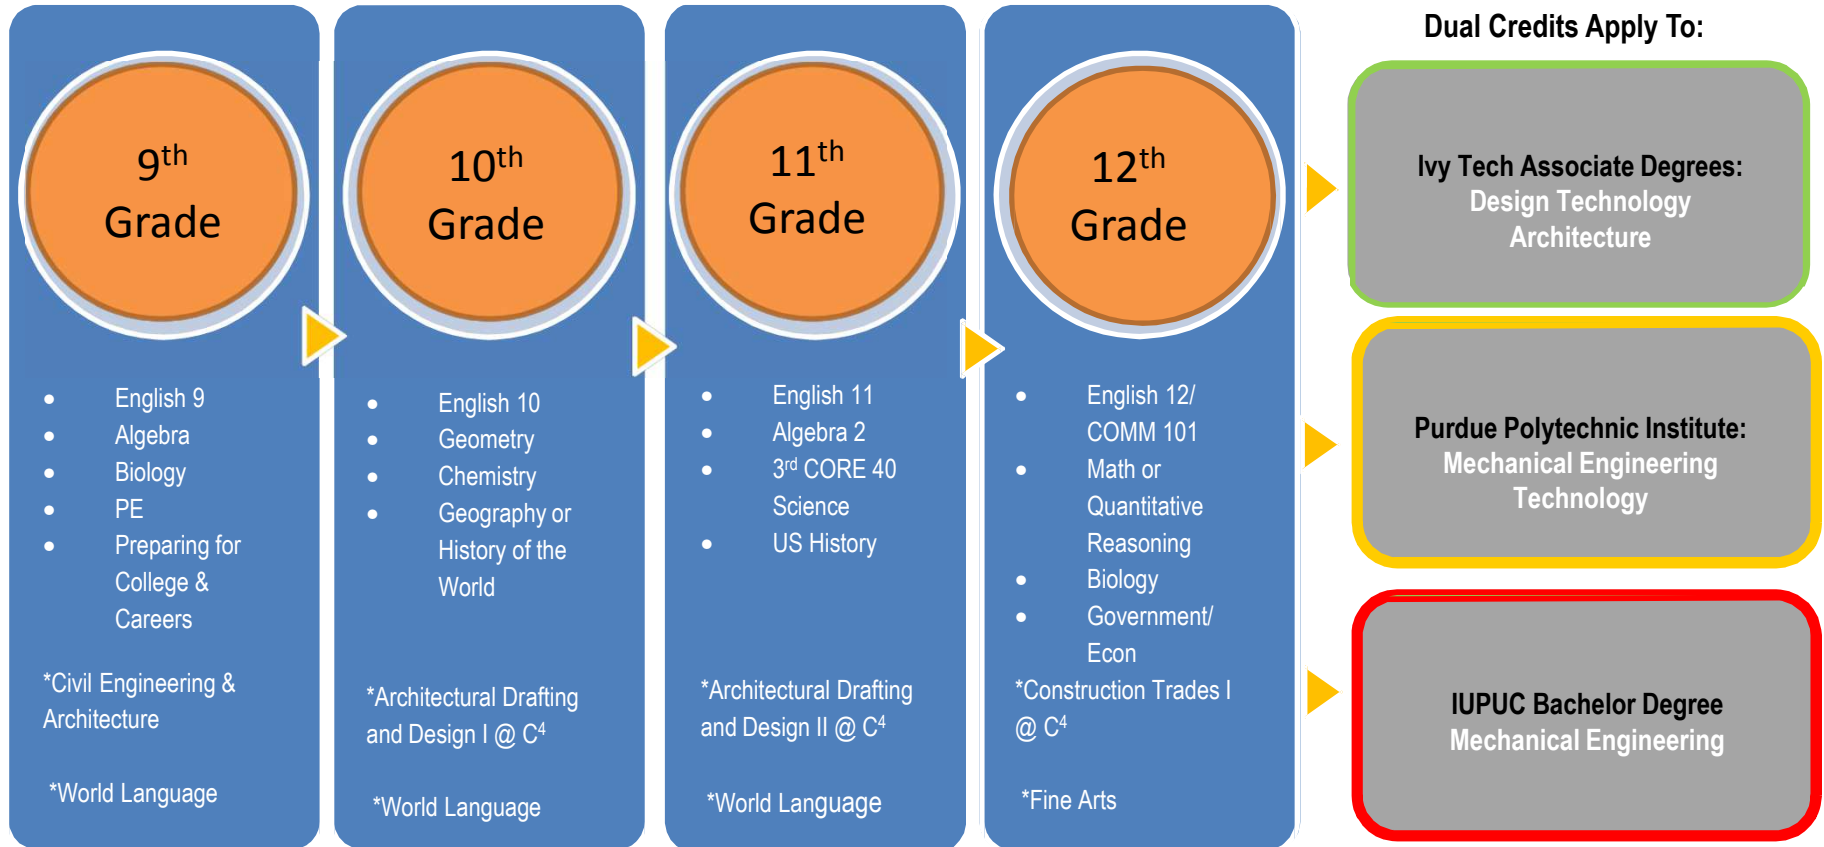 9th
Grade
English 9
Algebra
Biology
PE
Preparing for
College &
Careers
*Civil Engineering &
Architecture
*World Language
10th
Grade
English 10
Geometry
Chemistry
Geography or
History of the
World
*Architectural Drafting
and Design I @ C4
*World Language
11th
Grade
English 11
Algebra 2
3rd CORE 40
Science
US History
*Architectural Drafting
and Design II @ C4
*World Language
12th
Grade
English 12/
COMM 101
Math or
Quantitative
Reasoning
Biology
Government/
Econ
*Construction Trades I
@ C4
*Fine Arts
Dual Credits Apply To:
Ivy Tech Associate Degrees:
Design Technology
Architecture
Purdue Polytechnic Institute:
Mechanical Engineering
Technology
IUPUC Bachelor Degree
Mechanical Engineering